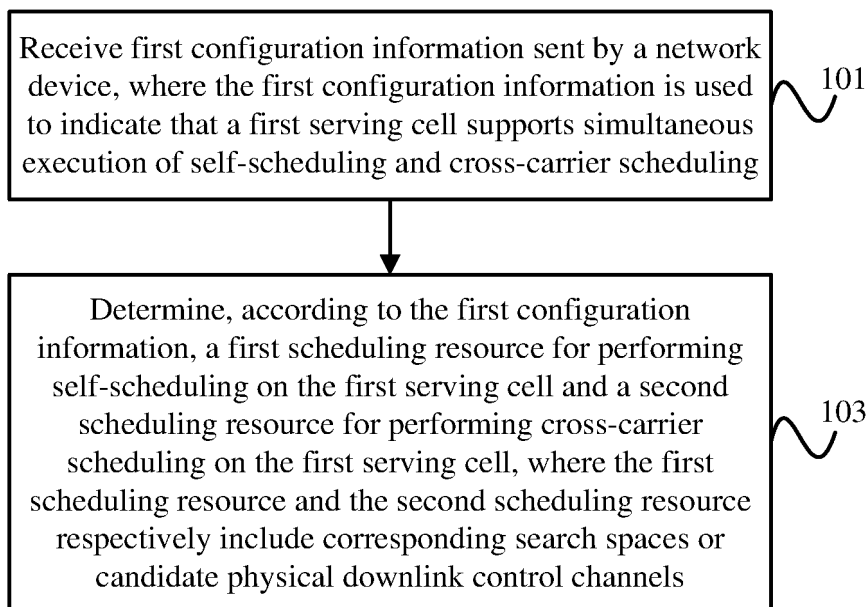 Receive first configuration information sent by a network
device, where the first configuration information is used
to indicate that a first serving cell supports simultaneous
execution of self-scheduling and cross-carrier scheduling
101
Determine, according to the first configuration
information, a first scheduling resource for performing
self-scheduling on the first serving cell and a second
scheduling resource for performing cross-carrier
scheduling on the first serving cell, where the first
scheduling resource and the second scheduling resource
respectively include corresponding search spaces or
candidate physical downlink control channels
103